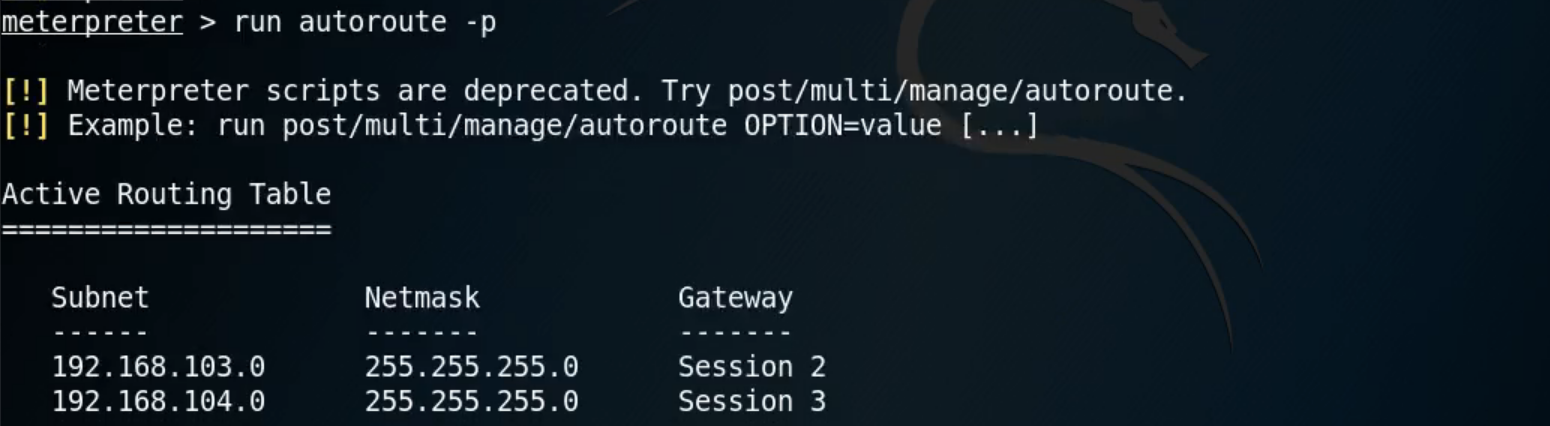 meterpreter > run autoroute -p
[!] Meterpreter scripts are deprecated. Try post/multi/manage/autoroute.
[!] Example: run post/multi/manage/autoroute OPTION=value [...]
Active Routing Table
====================
Subnet Netmask Gateway
------ ------- -------
192.168.103.0 255.255.255.0 Session 2
192.168.104.0 255.255.255.0 Session 3